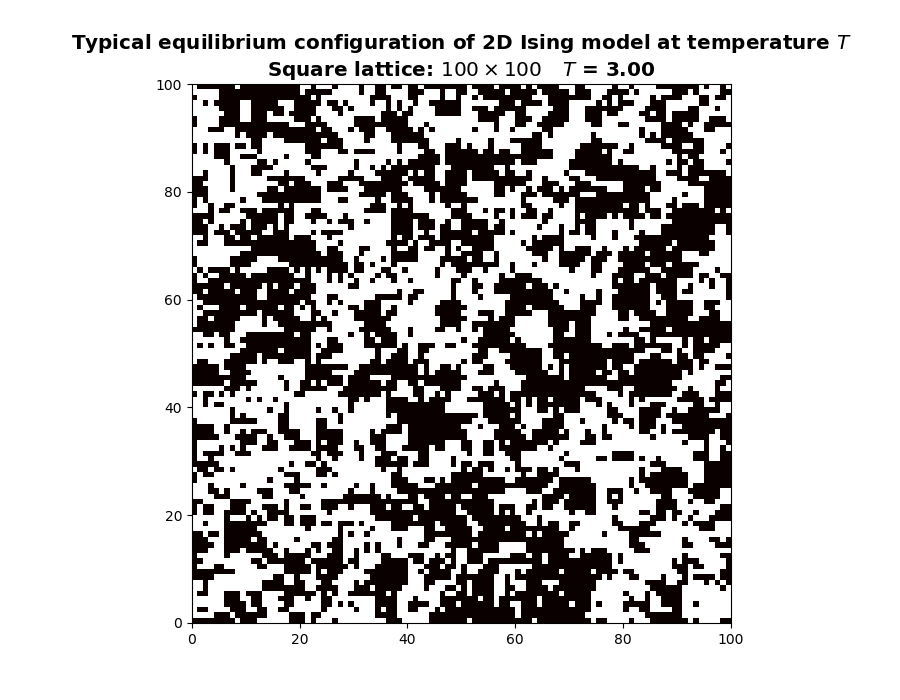 Typical equilibrium configuration of 2D Ising model at temperature T
Square lattice: 100 × 100 T = 3.00
100
80
60
40
20
0
0 20 40 60 80 100